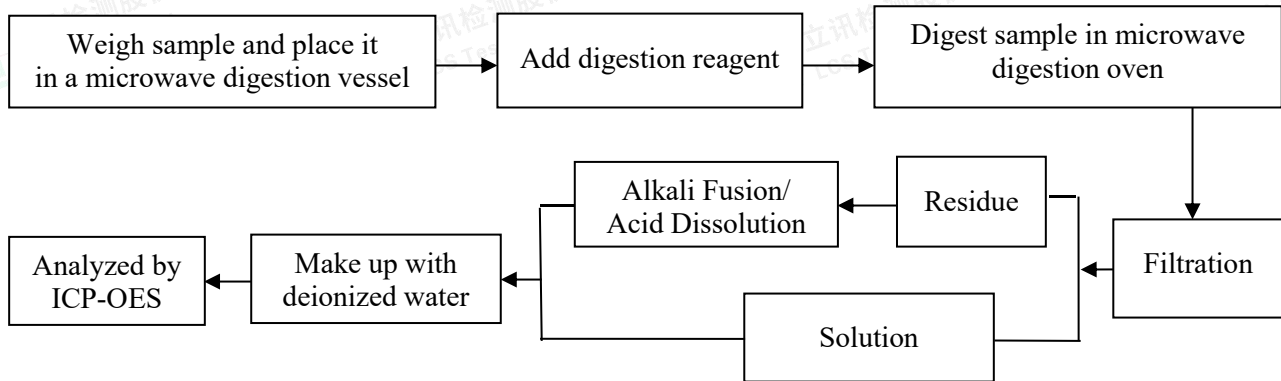 Weigh sample and place it
in a microwave digestion vessel
Add digestion reagent
Digest sample in microwave
digestion oven
Alkali Fusion/
Acid Dissolution
Residue
Filtration
Analyzed by
ICP-OES
Make up with
deionized water
Solution